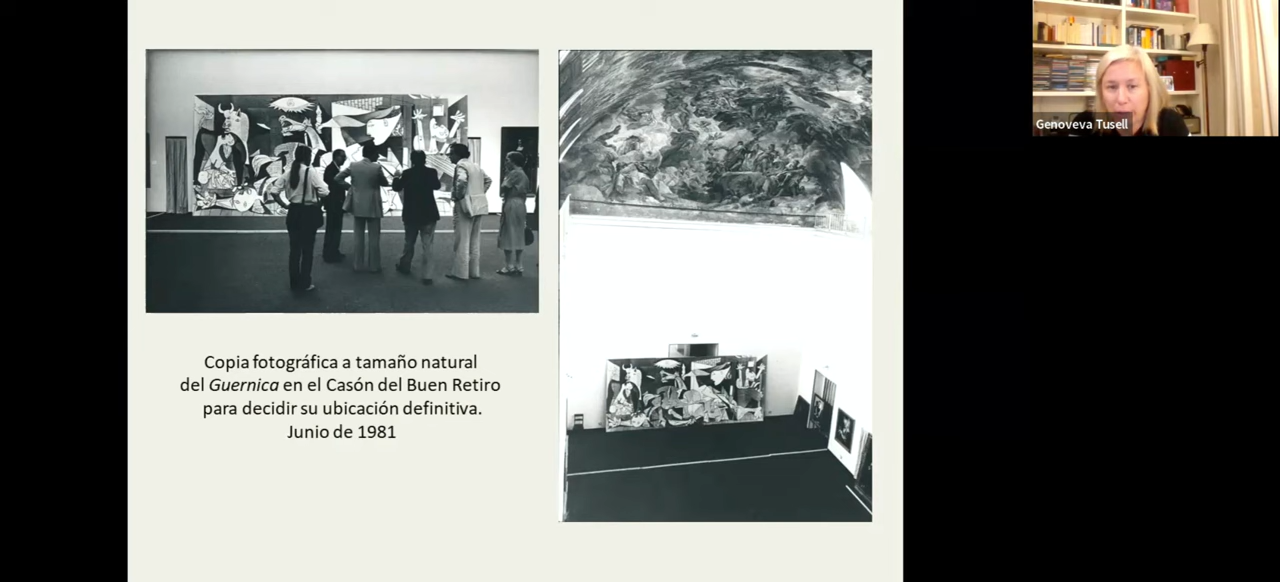 Genoveva Tusell
Copia fotográfica a tamaño natural
del Guernica en el Casón del Buen Retiro
para decidir su ubicación definitiva.
Junio de 1981